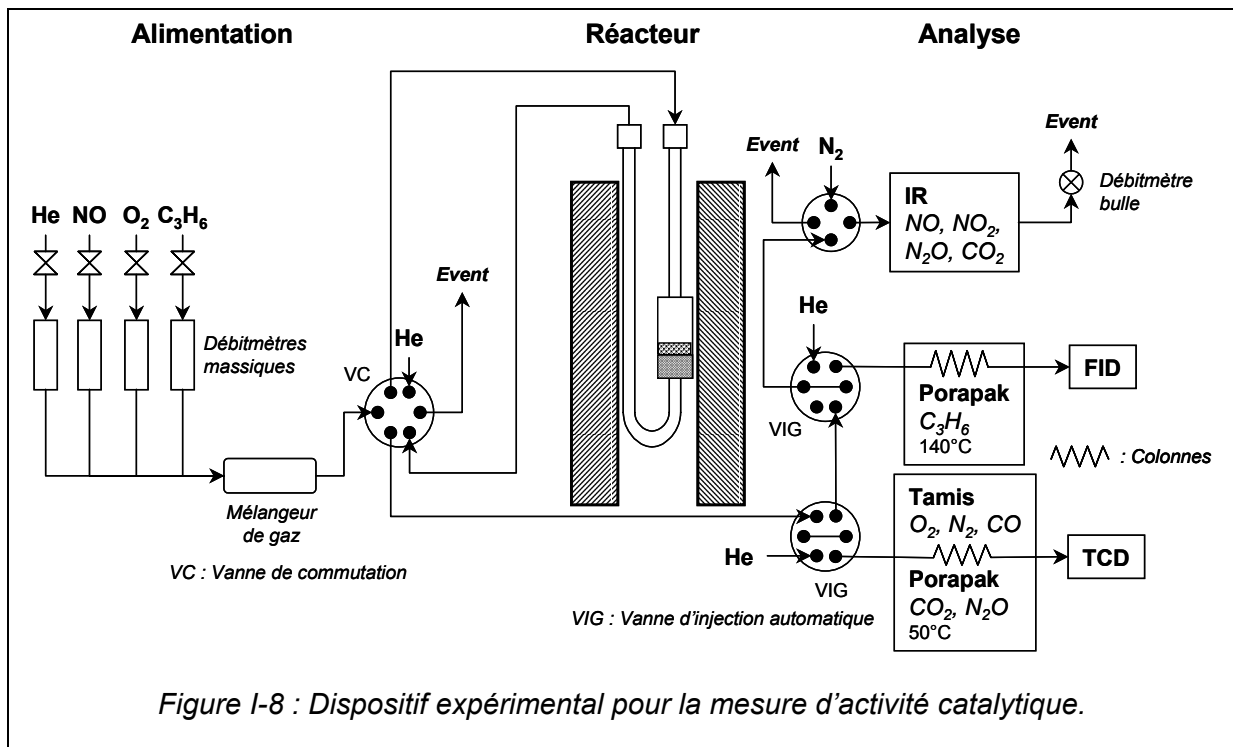 Alimentation
Réacteur
Analyse
He NO O₂ C₃H₆
Débitmètres
massiques
Mélangeur
de gaz
VC
He
Event
VC : Vanne de commutation
Event
N₂
IR
NO, NO₂,
N₂O, CO₂
Event
Débitmètre
bulle
He
VIG
Porapak
C₃H₆
140°C
FID
: Colonnes
He
VIG
Tamis
O₂, N₂, CO
Porapak
CO₂, N₂O
50°C
TCD
VIG : Vanne d'injection automatique
Figure I-8 : Dispositif expérimental pour la mesure d'activité catalytique.